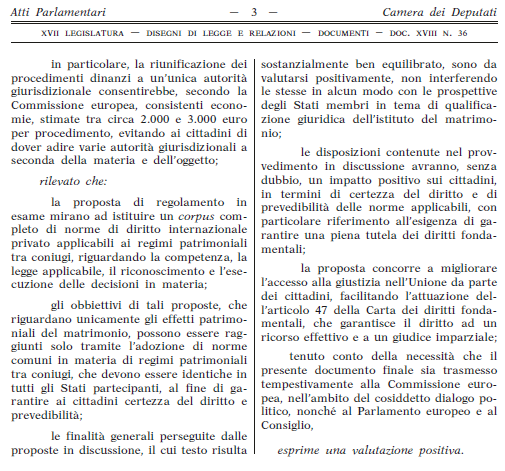 Atti Parlamentari — 3 — Camera dei Deputati
XVII LEGISLATURA — DISEGNI DI LEGGE E RELAZIONI — DOCUMENTI — DOC. XVIII N. 36
in particolare, la riunificazione dei
procedimenti dinanzi a un'unica autorità
giurisdizionale consentirebbe, secondo la
Commissione europea, consistenti econo-
mie, stimate tra circa 2.000 e 3.000 euro
per procedimento, evitando ai cittadini di
dover adire varie autorità giurisdizionali a
seconda della materia e dell'oggetto;
rilevato che:
la proposta di regolamento in
esame mirano ad istituire un corpus com-
pleto di norme di diritto internazionale
privato applicabili ai regimi patrimoniali
tra coniugi, riguardando la competenza, la
legge applicabile, il riconoscimento e l'ese-
cuzione delle decisioni in materia;
gli obbiettivi di tali proposte, che
riguardano unicamente gli effetti patrimo-
niali del matrimonio, possono essere rag-
giunti solo tramite l'adozione di norme
comuni in materia di regimi patrimoniali
tra coniugi, che devono essere identiche in
tutti gli Stati partecipanti, al fine di ga-
rantire ai cittadini certezza del diritto e
prevedibilità;
le finalità generali perseguite dalle
proposte in discussione, il cui testo risulta
sostanzialmente ben equilibrato, sono da
valutarsi positivamente, non interferendo
le stesse in alcun modo con le prospettive
degli Stati membri in tema di qualifica-
zione giuridica dell'istituto del matrimo-
nio;
le disposizioni contenute nel prov-
vedimento in discussione avranno, senza
dubbio, un impatto positivo sui cittadini,
in termini di certezza del diritto e di
prevedibilità delle norme applicabili, con
particolare riferimento all'esigenza di ga-
rantire una piena tutela dei diritti fonda-
mentali;
la proposta concorre a migliorare
l'accesso alla giustizia nell'Unione da parte
dei cittadini, facilitando l'attuazione del-
l'articolo 47 della Carta dei diritti fonda-
mentali, che garantisce il diritto ad un
ricorso effettivo e a un giudice imparziale;
tenuto conto della necessità che il
presente documento finale sia trasmesso
tempestivamente alla Commissione euro-
pea, nell'ambito del cosiddetto dialogo po-
litico, nonché al Parlamento europeo e al
Consiglio,
esprime una valutazione positiva.